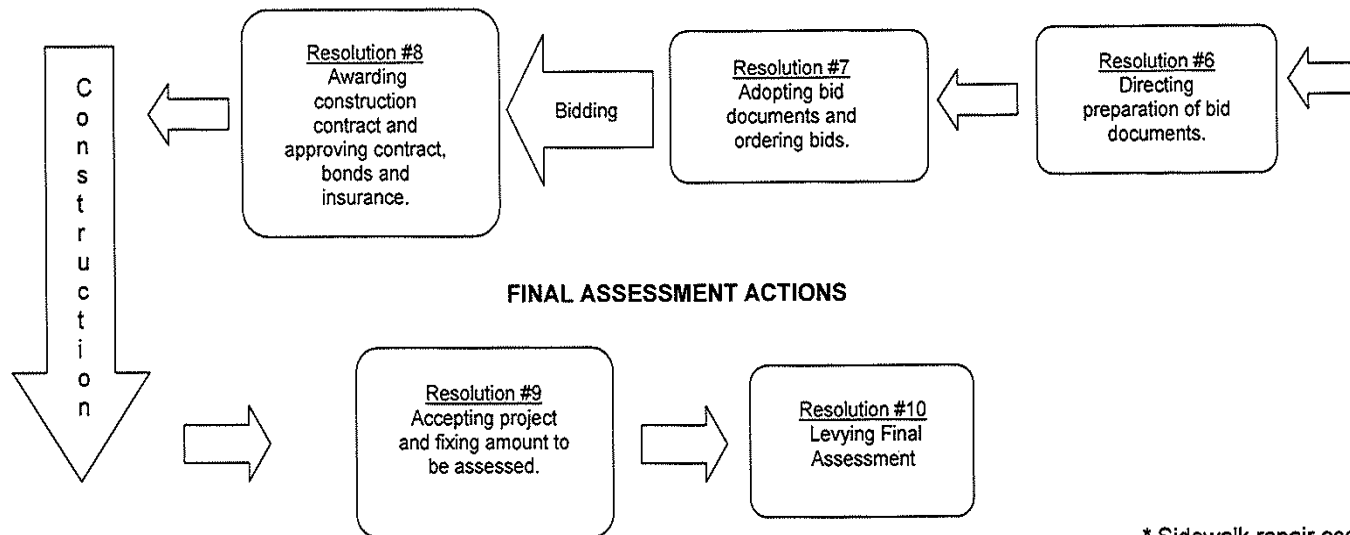 Resolution #6
Directing
preparation of bid
documents.
Resolution #7
Adopting bid
documents and
ordering bids.
Bidding
Resolution #8
Awarding
construction
contract and
approving contract,
bonds and
insurance.
Construction
FINAL ASSESSMENT ACTIONS
Resolution #9
Accepting project
and fixing amount to
be assessed.
Resolution #10
Levying Final
Assessment
* Sidewalk repair